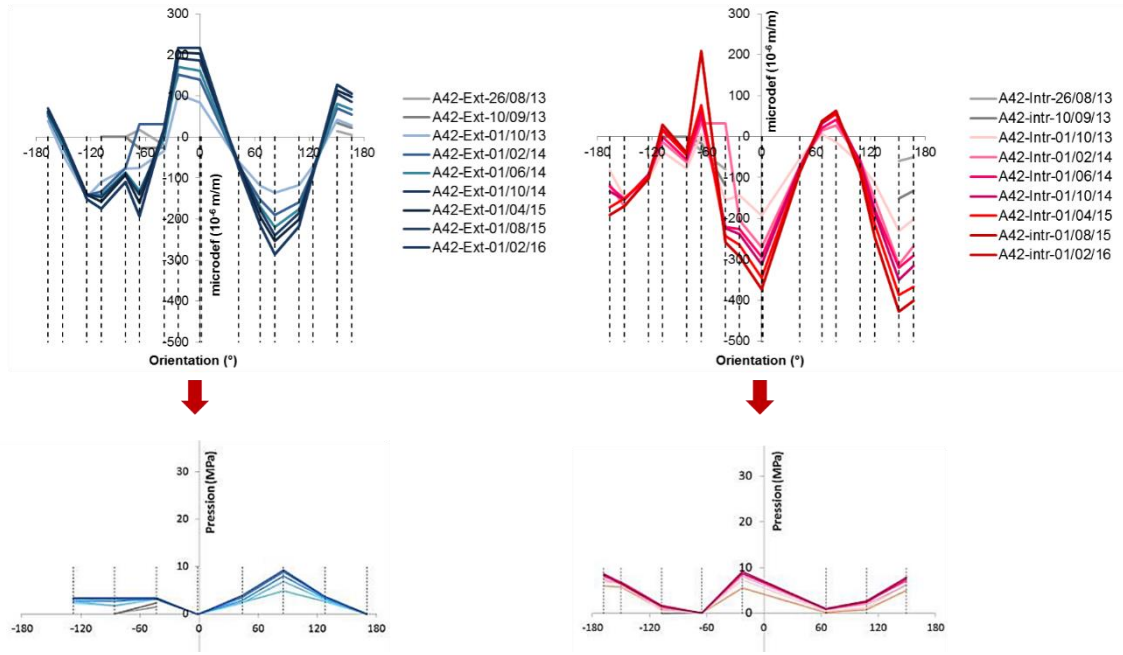 300
200
100
0
-100
-200
-300
-400
-500
-180
-120
-60
0
60
120
180
microdef (10-6 m/m)
Orientation (°)
A42-Ext-26/08/13
A42-Ext-10/09/13
A42-Ext-01/10/13
A42-Ext-01/02/14
A42-Ext-01/06/14
A42-Ext-01/10/14
A42-Ext-01/04/15
A42-Ext-01/08/15
A42-Ext-01/02/16
300
200
100
0
-100
-200
-300
-400
-500
-180
-120
-60
0
60
120
180
microdef (10-6 m/m)
Orientation (°)
A42-Intr-26/08/13
A42-intr-10/09/13
A42-Intr-01/10/13
A42-Intr-01/02/14
A42-Intr-01/06/14
A42-Intr-01/10/14
A42-Intr-01/04/15
A42-intr-01/08/15
A42-intr-01/02/16
30
20
10
0
Pression (MPa)
-180
-120
-60
0
60
120
180
30
20
10
0
Pression (MPa)
-180
-120
-60
0
60
120
180